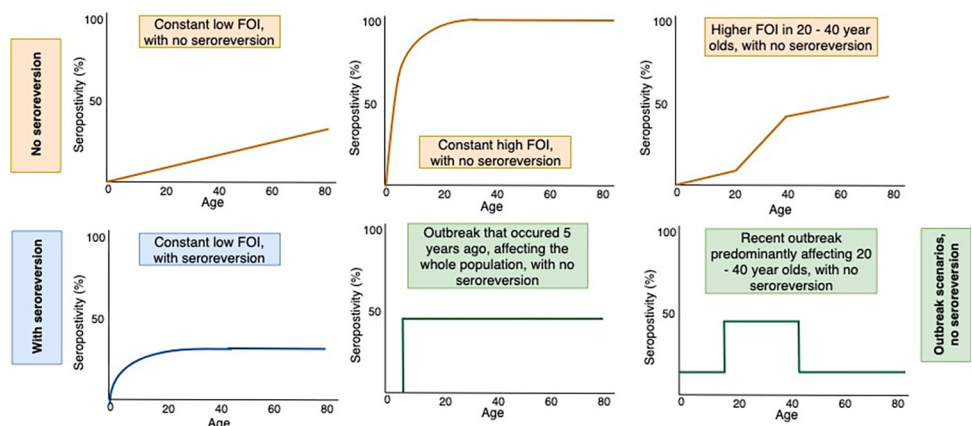 No seroreversion
100
50
Seropostivity (%)
Constant low FOI,
with no seroreversion
0
20
40
60
80
Age
100
50
Seropostivity (%)
Constant high FOI,
with no seroreversion
0
20
40
60
80
Age
100
50
Seropostivity (%)
Higher FOI in 20 - 40 year
olds, with no seroreversion
0
20
40
60
80
Age
With seroreversion
100
50
Seropostivity (%)
Constant low FOI,
with seroreversion
0
20
40
60
80
Age
100
50
Seropostivity (%)
Outbreak that occured 5
years ago, affecting the
whole population, with no
seroreversion
0
20
40
60
80
Age
100
50
Seropostivity (%)
Recent outbreak
predominantly affecting 20
- 40 year olds, with no
seroreversion
0
20
40
60
80
Age
Outbreak scenarios,
no seroreversion